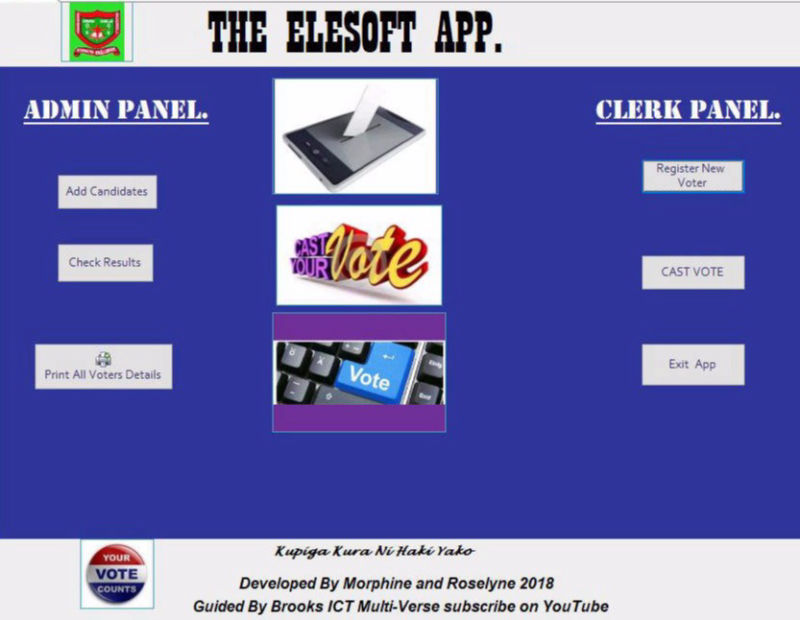 THE ELESOFT APP.
ADMIN PANEL.
CLERK PANEL.
Add Candidates
Check Results
Print All Voters Details
CAST
YOUR
Vote
Vote
Register New
Voter
CAST VOTE
Exit App
YOUR
VOTE
COUNTS
Kupiga Kura Ni Haki Yako
Developed By Morphine and Roselyne 2018
Guided By Brooks ICT Multi-Verse subscribe on YouTube